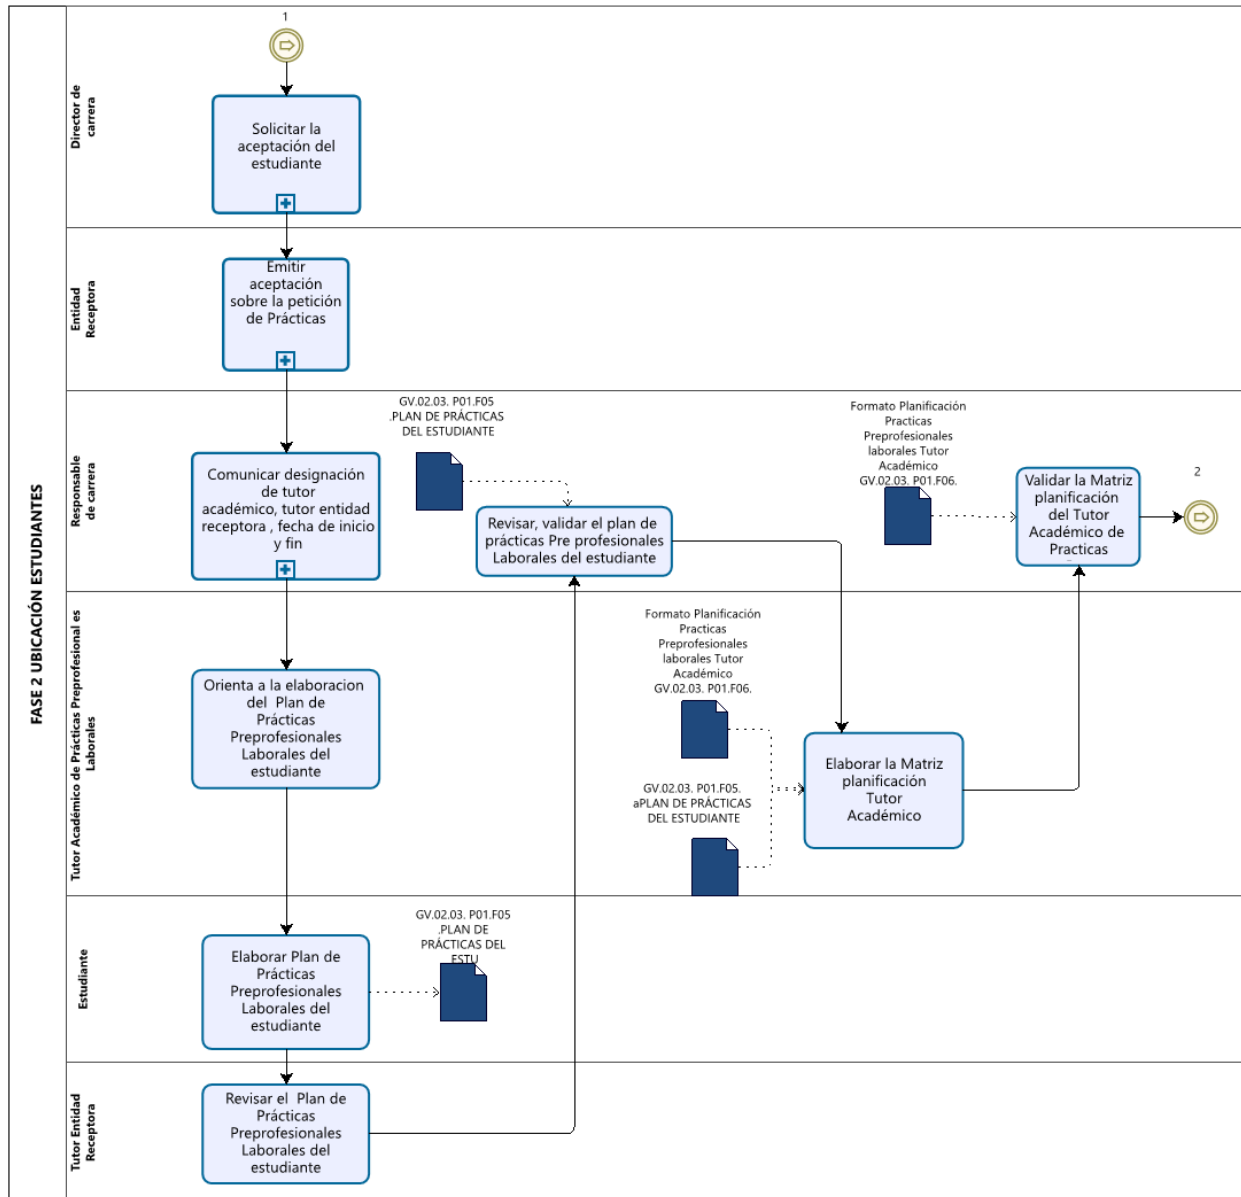 FASE 2 UBICACIÓN ESTUDIANTES
Director de
carrera
1
Solicitar la
aceptación del
estudiante
Entidad
Receptora
Emitir
aceptación
sobre la petición
de Prácticas
Responsable
de carrera
Comunicar designación
de tutor
académico, tutor entidad
receptora , fecha de inicio
y fin
GV.02.03. P01.F05
.PLAN DE PRÁCTICAS
DEL ESTUDIANTE
Revisar, validar el plan de
prácticas Pre profesionales
Laborales del estudiante
Formato Planificación
Practicas
Preprofesionales
laborales Tutor
Académico
GV.02.03. P01.F06.
Validar la Matriz
planificación
del Tutor
Académico de
Practicas
2
Tutor Académico de Prácticas Preprofesional es
Laborales
Orienta a la elaboracion
del Plan de
Prácticas
Preprofesionales
Laborales del
estudiante
Formato Planificación
Practicas
Preprofesionales
laborales Tutor
Académico
GV.02.03. P01.F06.
GV.02.03. P01.F05.
aPLAN DE PRÁCTICAS
DEL ESTUDIANTE
Elaborar la Matriz
planificación
Tutor
Académico
Estudiante
Elaborar Plan de
Prácticas
Preprofesionales
Laborales del
estudiante
GV.02.03. P01.F05
.PLAN DE
PRÁCTICAS DEL
ESTU
Tutor Entidad
Receptora
Revisar el Plan de
Prácticas
Preprofesionales
Laborales del
estudiante